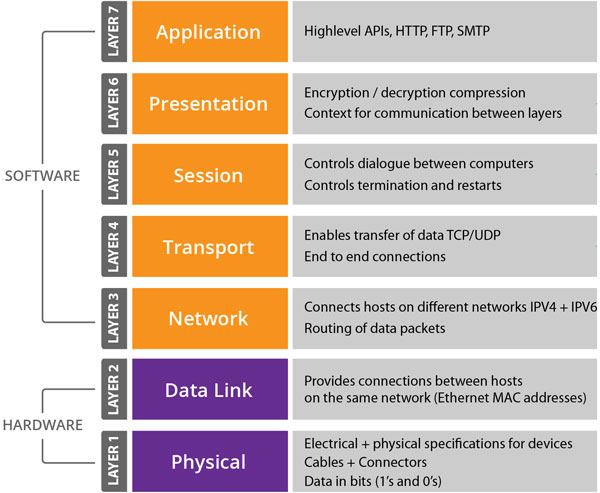 LAYER 7
Application
Highlevel APIs, HTTP, FTP, SMTP
LAYER 6
Presentation
Encryption / decryption compression
Context for communication between layers
LAYER 5
Session
Controls dialogue between computers
Controls termination and restarts
SOFTWARE
LAYER 4
Transport
Enables transfer of data TCP/UDP
End to end connections
LAYER 3
Network
Connects hosts on different networks IPV4 + IPV6
Routing of data packets
LAYER 2
Data Link
Provides connections between hosts
on the same network (Ethernet MAC addresses)
HARDWARE
LAYER 1
Physical
Electrical + physical specifications for devices
Cables + Connectors
Data in bits (1's and 0's)